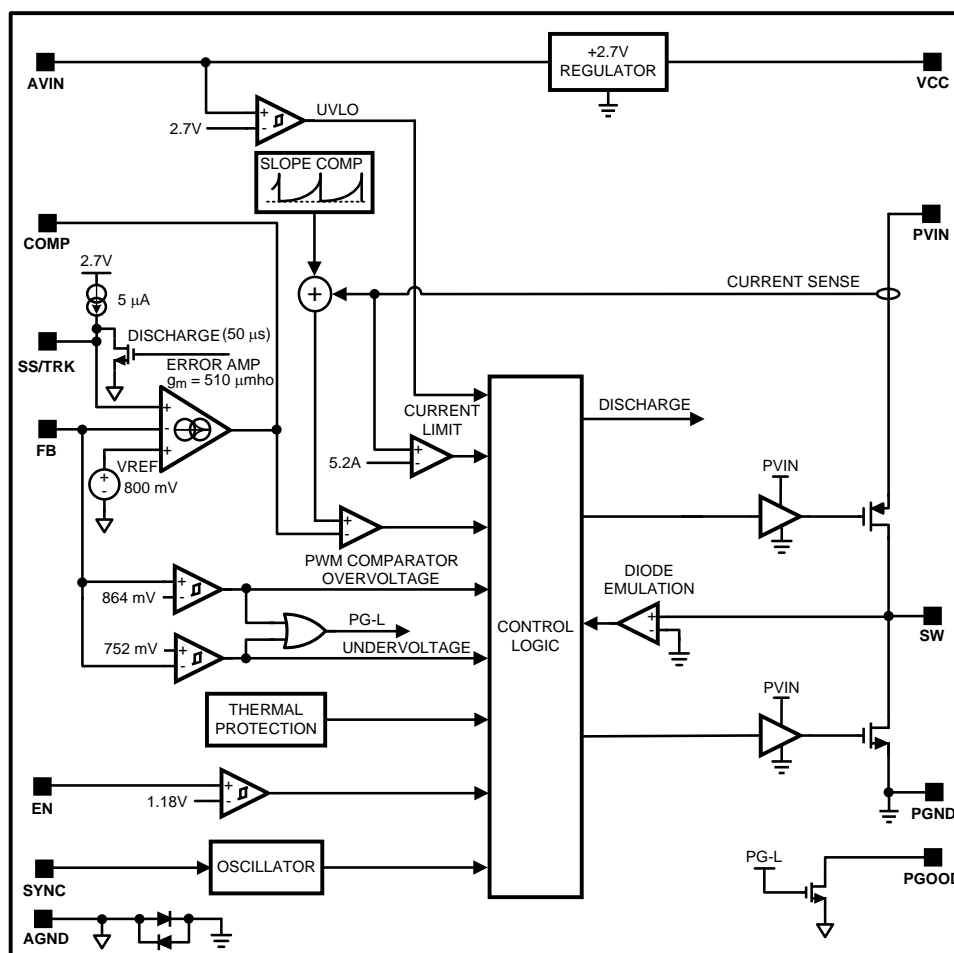 AVIN
+2.7V
REGULATOR
VCC
UVLO
+
-
2.7V
SLOPE COMP
COMP
PVIN
2.7V
5 μA
+
CURRENT SENSE
DISCHARGE (50 μs)
SS/TRK
ERROR AMP
gm = 510 μmho
+
-
+
FB
VREF
800 mV
+
-
CURRENT
LIMIT
+
-
5.2A
DISCHARGE
PVIN
+
-
PWM COMPARATOR
OVERVOLTAGE
+
-
864 mV
PG-L
752 mV
+
-
UNDERVOLTAGE
CONTROL
LOGIC
DIODE
EMULATION
+
-
SW
THERMAL
PROTECTION
PVIN
EN
+
-
1.18V
PGND
SYNC
OSCILLATOR
PG-L
PGOOD
AGND